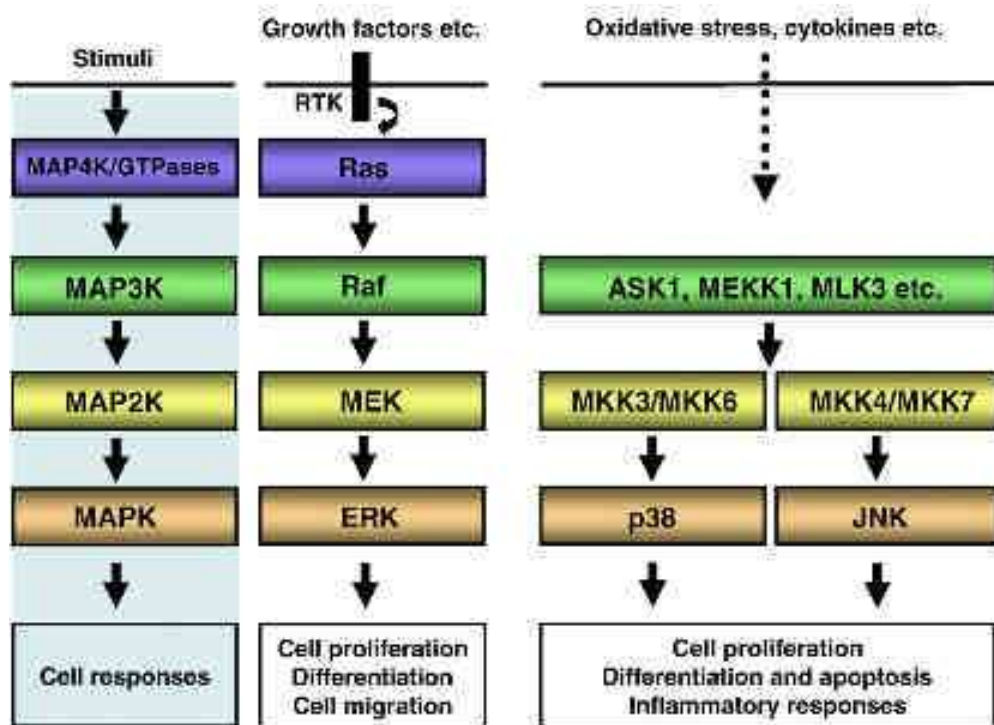 Stimuli
MAP4K/GTPases
MAP3K
MAP2K
MAPK
Cell responses
Growth factors etc.
RTK
Ras
Raf
MEK
ERK
Cell proliferation
Differentiation
Cell migration
Oxidative stress, cytokines etc.
ASK1, MEKK1, MLK3 etc.
MKK3/MKK6
MKK4/MKK7
p38
JNK
Cell proliferation
Differentiation and apoptosis
Inflammatory responses